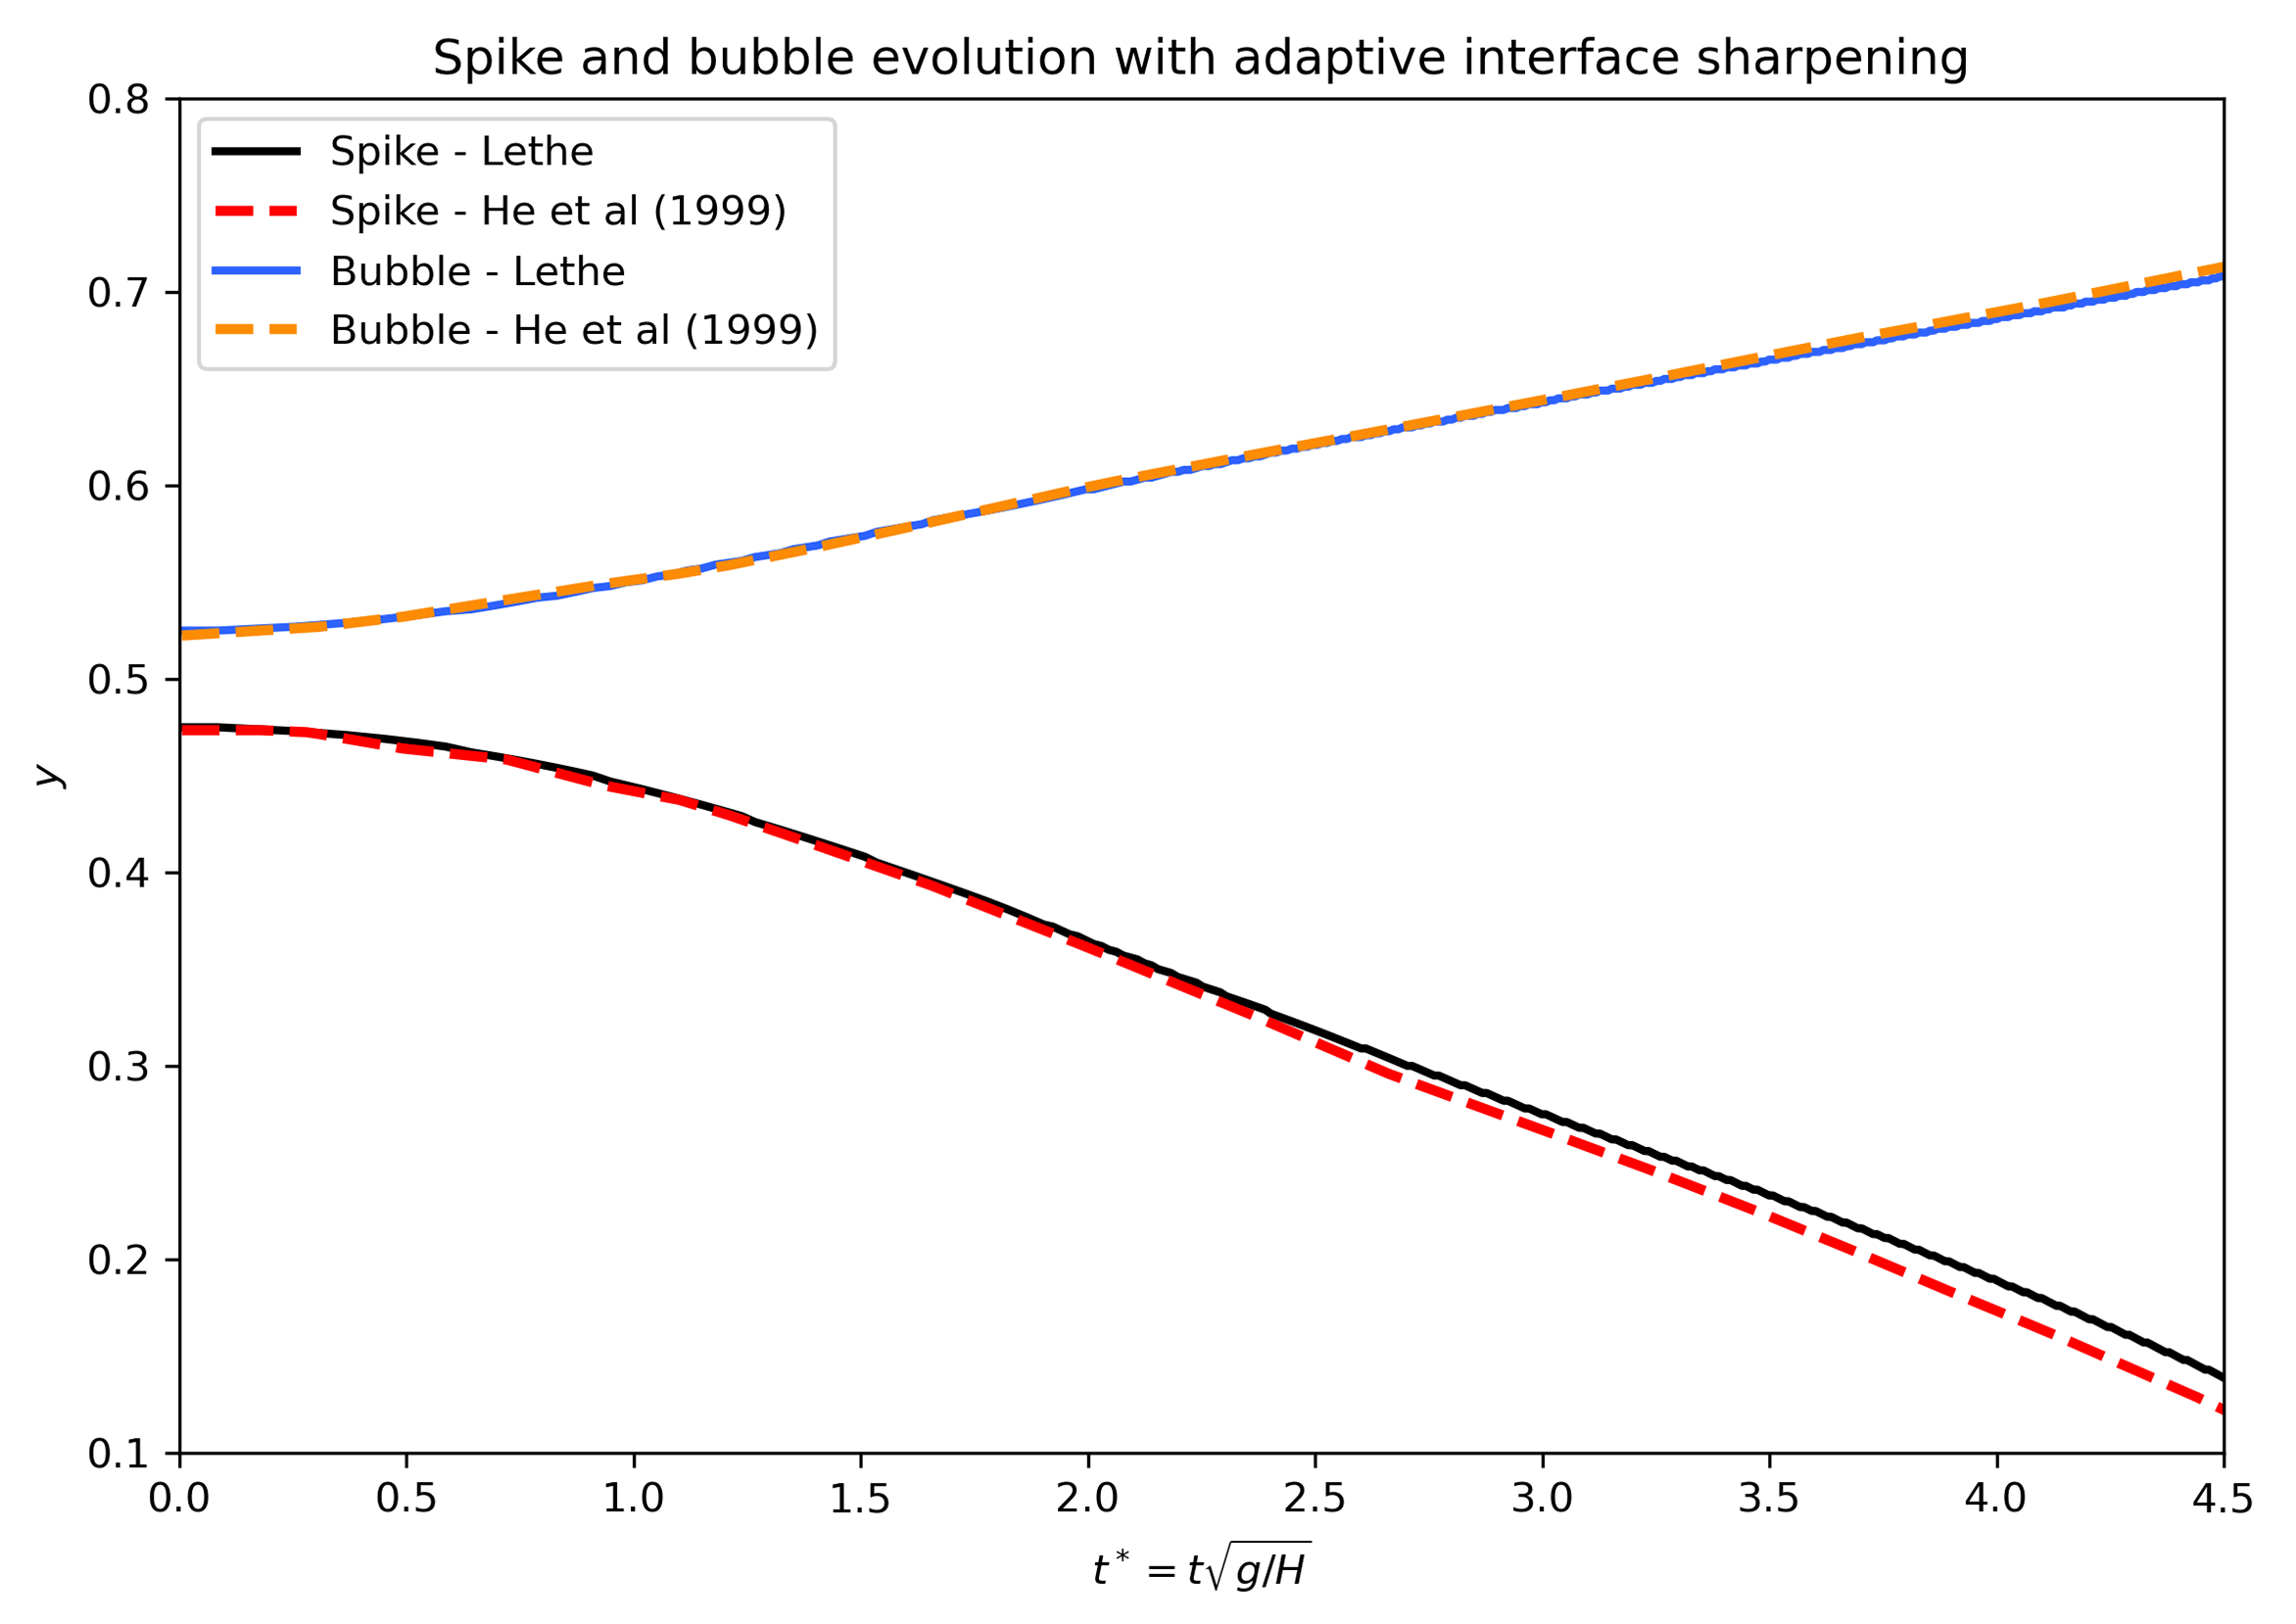 Spike and bubble evolution with adaptive interface sharpening
0.8
0.7
0.6
0.5
0.4
0.3
0.2
0.1
Spike - Lethe
Spike - He et al (1999)
Bubble - Lethe
Bubble - He et al (1999)
y
0.0 0.5 1.0 1.5 2.0 2.5 3.0 3.5 4.0 4.5
t* = t√g/H